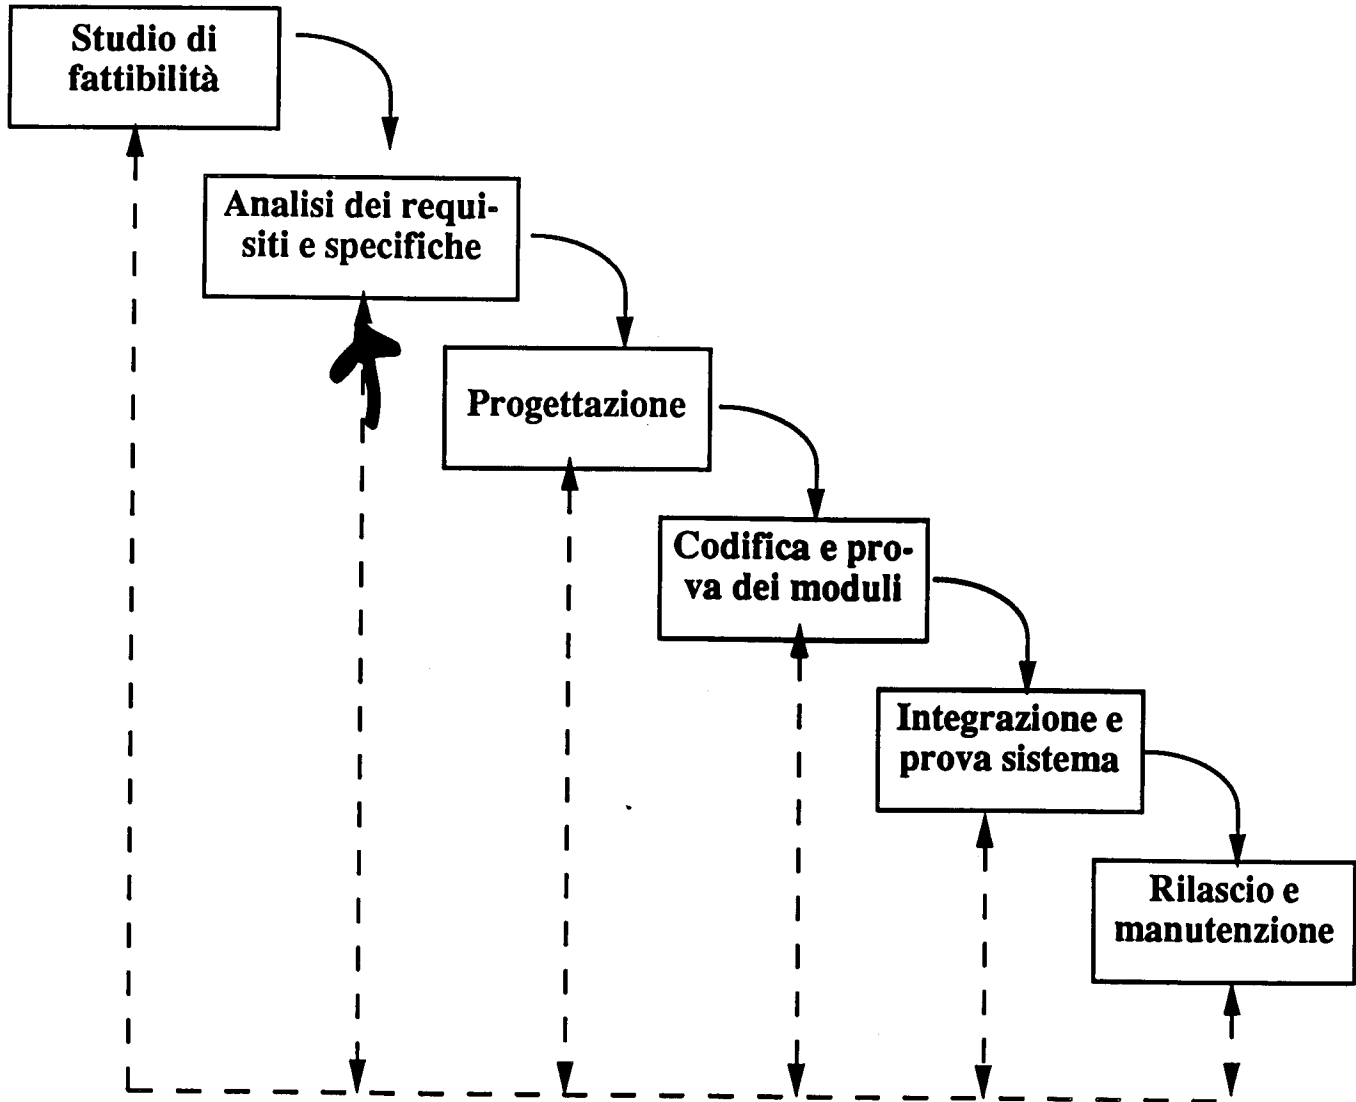 Studio di
fattibilità
Analisi dei requi-
siti e specifiche
Progettazione
Codifica e pro-
va dei moduli
Integrazione e
prova sistema
Rilascio e
manutenzione